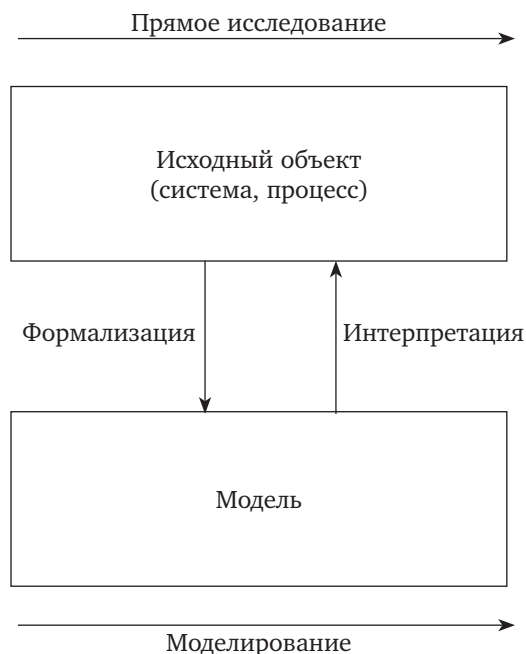 Прямое исследование
Исходный объект
(система, процесс)
Формализация
Интерпретация
Модель
Моделирование